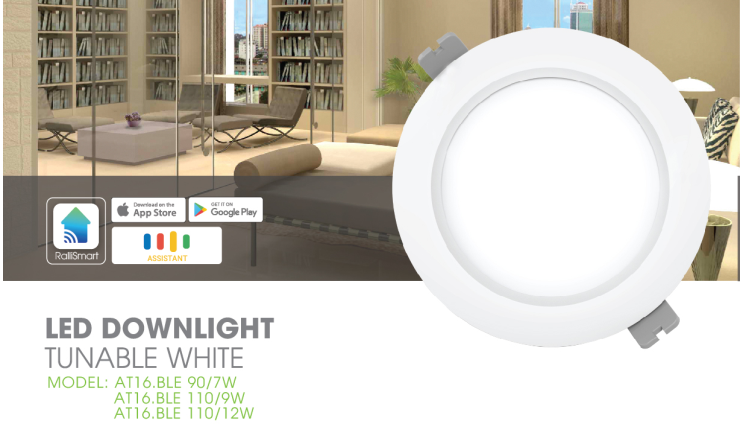 RalliSmart
Download on the
App Store
GET IT ON
Google Play
ASSISTANT
LED DOWNLIGHT
TUNABLE WHITE
MODEL: AT16.BLE 90/7W
AT16.BLE 110/9W
AT16.BLE 110/12W